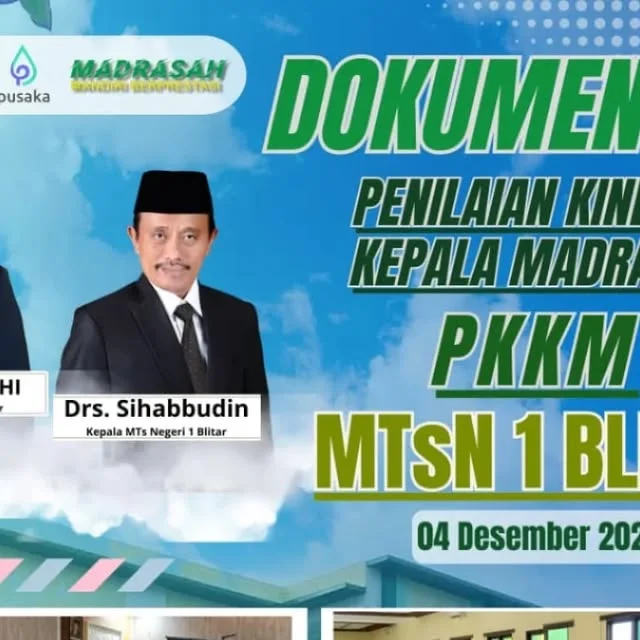 pusaka
MADRASAH
MANDIRI BERPRESTASI
DOKUMEN
PENILAIAN KIN
KEPALA MADRA
PKKM
MTsN 1 BL
04 Desember 202
HI
Drs. Sihabbudin
Kepala MTs Negeri 1 Blitar